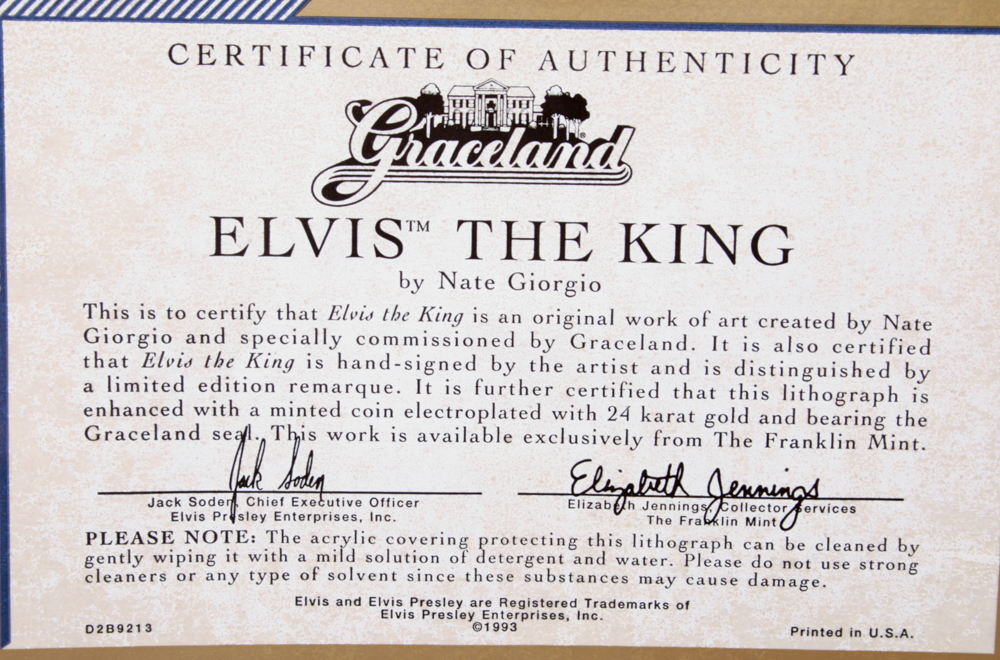 CERTIFICATE OF AUTHENTICITY
Graceland®
ELVIS™ THE KING
by Nate Giorgio
This is to certify that Elvis the King is an original work of art created by Nate
Giorgio and specially commissioned by Graceland. It is also certified
that Elvis the King is hand-signed by the artist and is distinguished by
a limited edition remarque. It is further certified that this lithograph is
enhanced with a minted coin electroplated with 24 karat gold and bearing the
Graceland seal. This work is available exclusively from The Franklin Mint.
Jack Soden
Jack Soden, Chief Executive Officer
Elvis Presley Enterprises, Inc.
Elizabeth Jennings
Elizabeth Jennings, Collector Services
The Franklin Mint
PLEASE NOTE: The acrylic covering protecting this lithograph can be cleaned by
gently wiping it with a mild solution of detergent and water. Please do not use strong
cleaners or any type of solvent since these substances may cause damage.
Elvis and Elvis Presley are Registered Trademarks of
Elvis Presley Enterprises, Inc.
©1993
D2B9213
Printed in U.S.A.